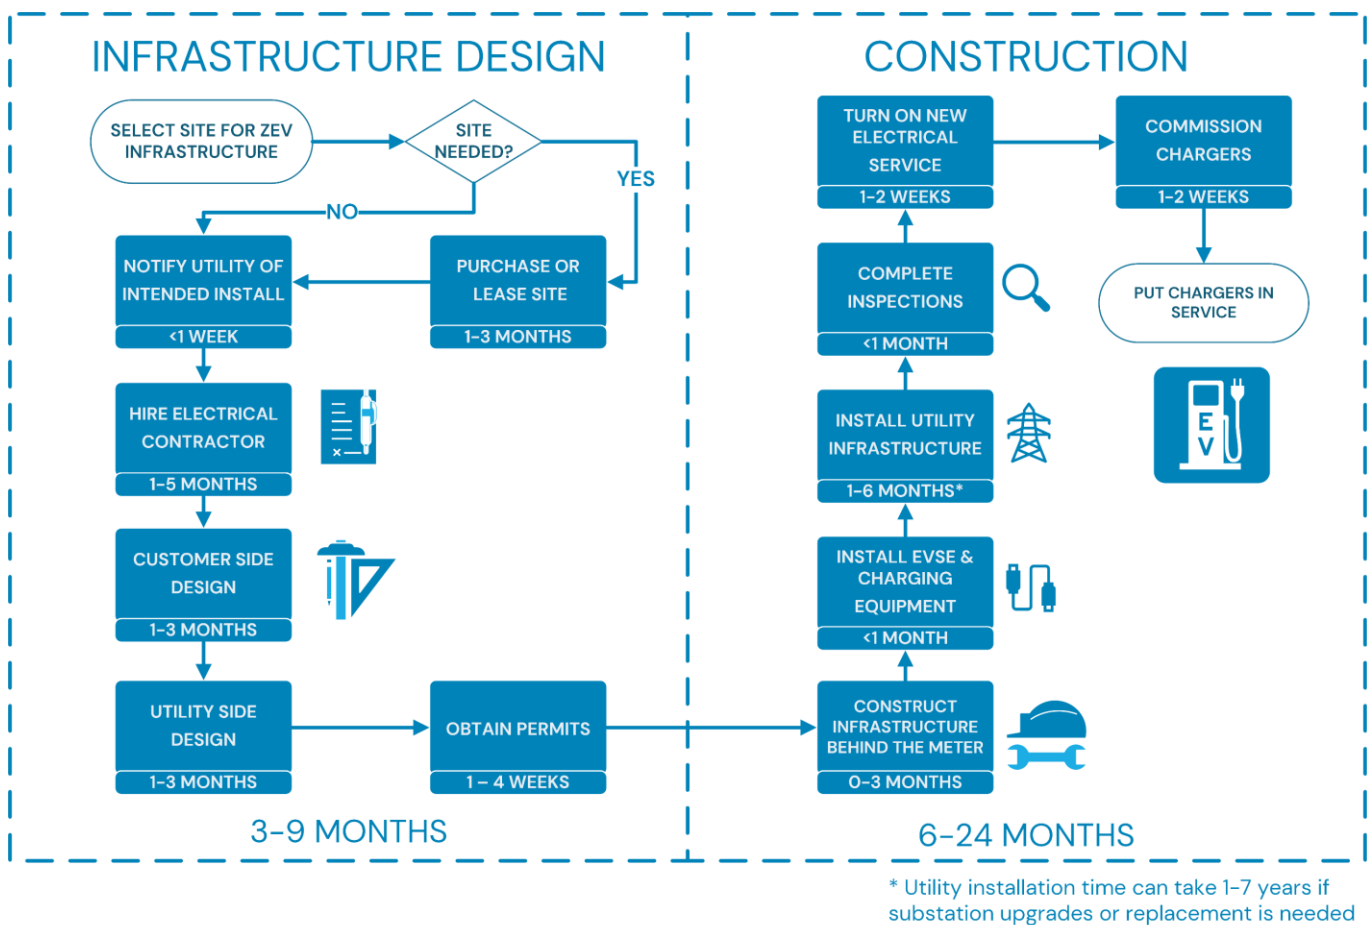 INFRASTRUCTURE DESIGN
SELECT SITE FOR ZEV
INFRASTRUCTURE
SITE
NEEDED?
YES
NO
NOTIFY UTILITY OF
INTENDED INSTALL
<1 WEEK
PURCHASE OR
LEASE SITE
1-3 MONTHS
HIRE ELECTRICAL
CONTRACTOR
1-5 MONTHS
CUSTOMER SIDE
DESIGN
1-3 MONTHS
UTILITY SIDE
DESIGN
1-3 MONTHS
OBTAIN PERMITS
1 – 4 WEEKS
3-9 MONTHS
CONSTRUCTION
TURN ON NEW
ELECTRICAL
SERVICE
1-2 WEEKS
COMMISSION
CHARGERS
1-2 WEEKS
COMPLETE
INSPECTIONS
<1 MONTH
PUT CHARGERS IN
SERVICE
E
V
INSTALL UTILITY
INFRASTRUCTURE
1-6 MONTHS*
INSTALL EVSE &
CHARGING
EQUIPMENT
<1 MONTH
CONSTRUCT
INFRASTRUCTURE
BEHIND THE METER
0-3 MONTHS
6-24 MONTHS
* Utility installation time can take 1-7 years if
substation upgrades or replacement is needed